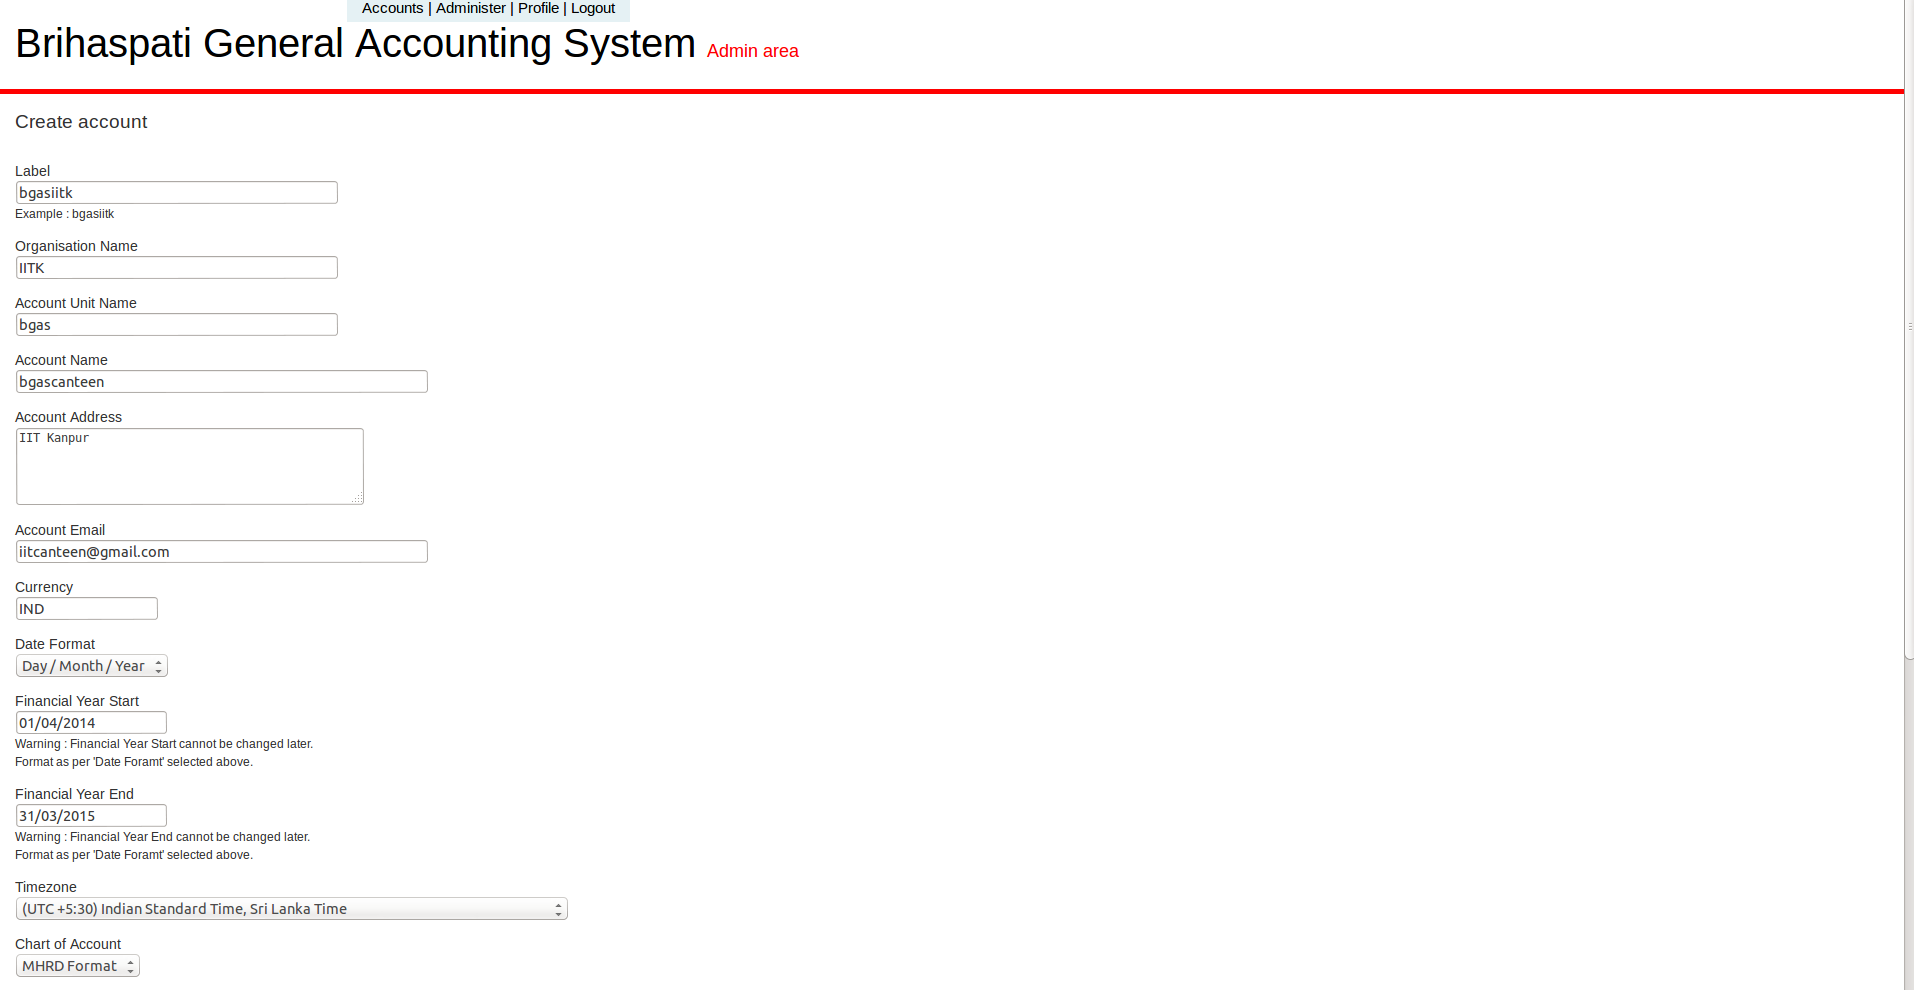 Accounts | Administer | Profile | Logout
Brihaspati General Accounting System Admin area
Create account
Label
bgasiitk
Example : bgasiitk
Organisation Name
IITK
Account Unit Name
bgas
Account Name
bgascanteen
Account Address
IIT Kanpur
Account Email
iitcanteen@gmail.com
Currency
IND
Date Format
Day / Month / Year
Financial Year Start
01/04/2014
Warning : Financial Year Start cannot be changed later.
Format as per 'Date Foramt' selected above.
Financial Year End
31/03/2015
Warning : Financial Year End cannot be changed later.
Format as per 'Date Foramt' selected above.
Timezone
(UTC +5:30) Indian Standard Time, Sri Lanka Time
Chart of Account
MHRD Format